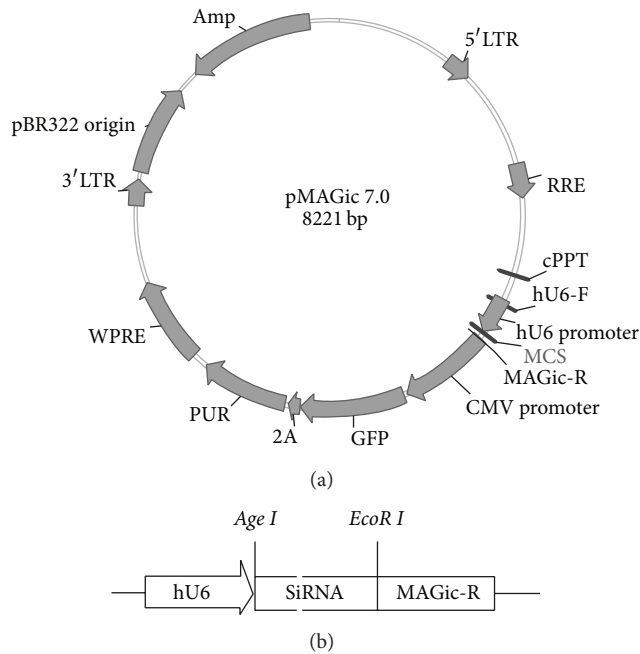 Amp
5′LTR
pBR322 origin
3′LTR
pMAGic 7.0
8221 bp
RRE
cPPT
hU6-F
hU6 promoter
MCS
MAGic-R
CMV promoter
WPRE
PUR
2A
GFP
(a)
Age I
EcoR I
hU6
SiRNA
MAGic-R
(b)